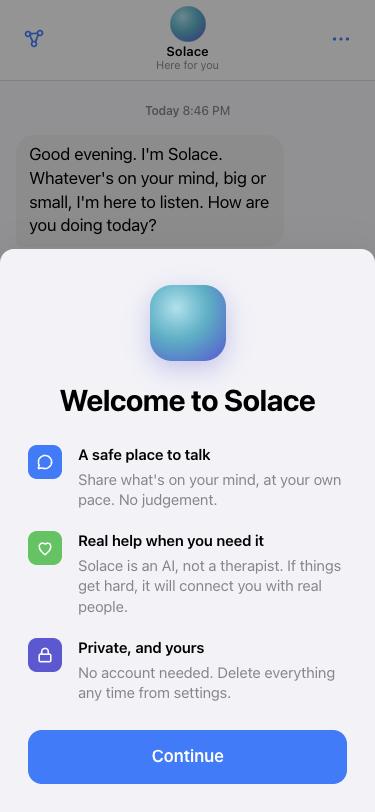 Solace
Here for you
Today 8:46 PM
Good evening. I'm Solace.
Whatever's on your mind, big or
small, I'm here to listen. How are
you doing today?
Welcome to Solace
A safe place to talk
Share what's on your mind, at your own
pace. No judgement.
Real help when you need it
Solace is an AI, not a therapist. If things
get hard, it will connect you with real
people.
Private, and yours
No account needed. Delete everything
any time from settings.
Continue